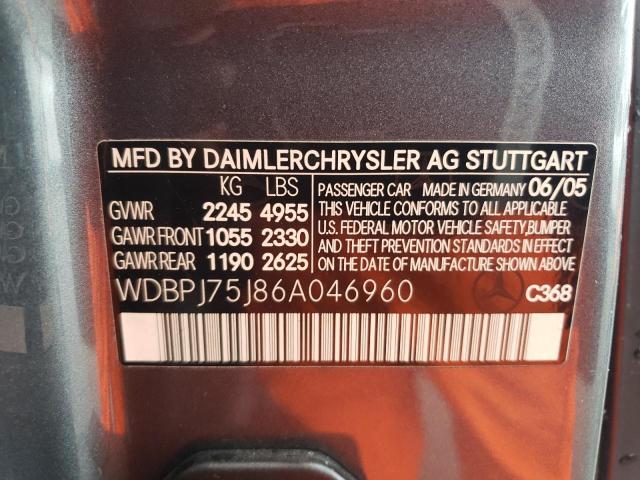 MFD BY DAIMLERCHRYSLER AG STUTTGART
KG LBS
GVWR 2245 4955
GAWR FRONT 1055 2330
GAWR REAR 1190 2625
PASSENGER CAR MADE IN GERMANY 06/05
THIS VEHICLE CONFORMS TO ALL APPLICABLE
U.S. FEDERAL MOTOR VEHICLE SAFETY, BUMPER
AND THEFT PREVENTION STANDARDS IN EFFECT
ON THE DATE OF MANUFACTURE SHOWN ABOVE
WDBPJ75J86A046960
C368